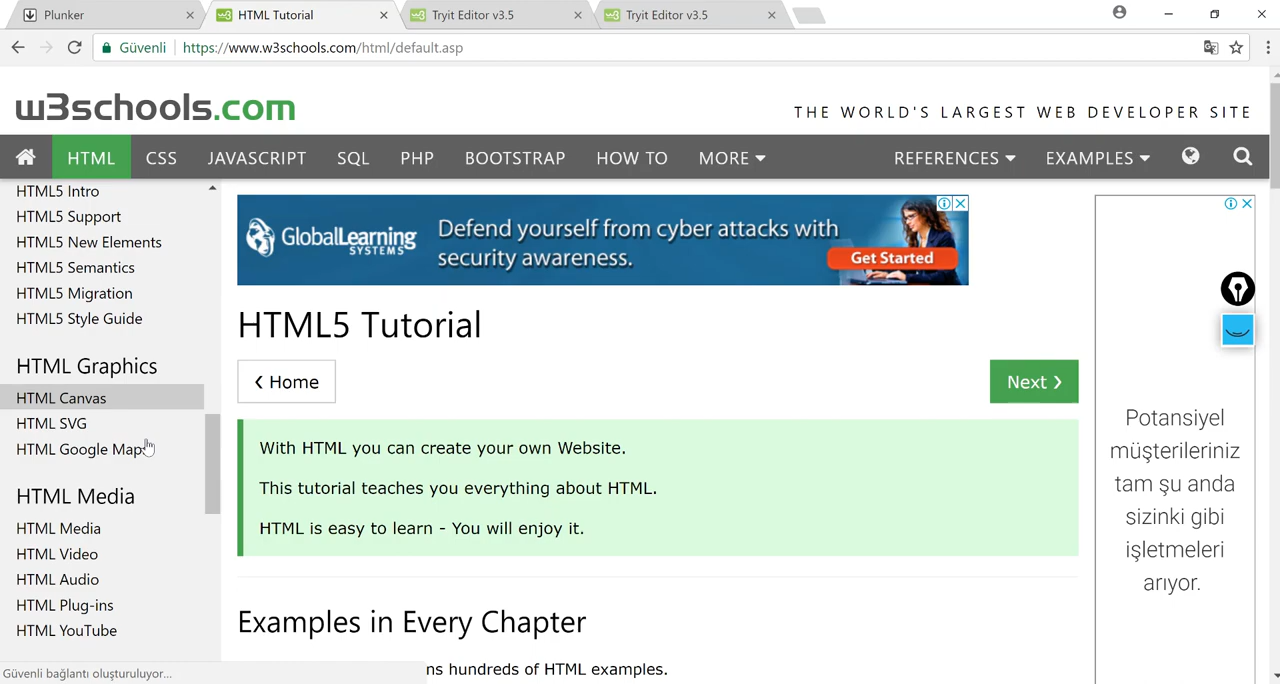 Plunker
HTML Tutorial
Tryit Editor v3.5
Tryit Editor v3.5
Güvenli
https://www.w3schools.com/html/default.asp
w3schools.com
THE WORLD'S LARGEST WEB DEVELOPER SITE
HTML
CSS
JAVASCRIPT
SQL
PHP
BOOTSTRAP
HOW TO
MORE
REFERENCES
EXAMPLES
HTML5 Intro
HTML5 Support
HTML5 New Elements
HTML5 Semantics
HTML5 Migration
HTML5 Style Guide
HTML Graphics
HTML Canvas
HTML SVG
HTML Google Maps
HTML Media
HTML Media
HTML Video
HTML Audio
HTML Plug-ins
HTML YouTube
Güvenli bağlantı oluşturuluyor...
GlobalLearning
SYSTEMS
Defend yourself from cyber attacks with
security awareness.
Get Started
HTML5 Tutorial
❮ Home
Next ❯
With HTML you can create your own Website.
This tutorial teaches you everything about HTML.
HTML is easy to learn - You will enjoy it.
Examples in Every Chapter
ns hundreds of HTML examples.
Potansiyel
müşterileriniz
tam şu anda
sizinki gibi
işletmeleri
arıyor.